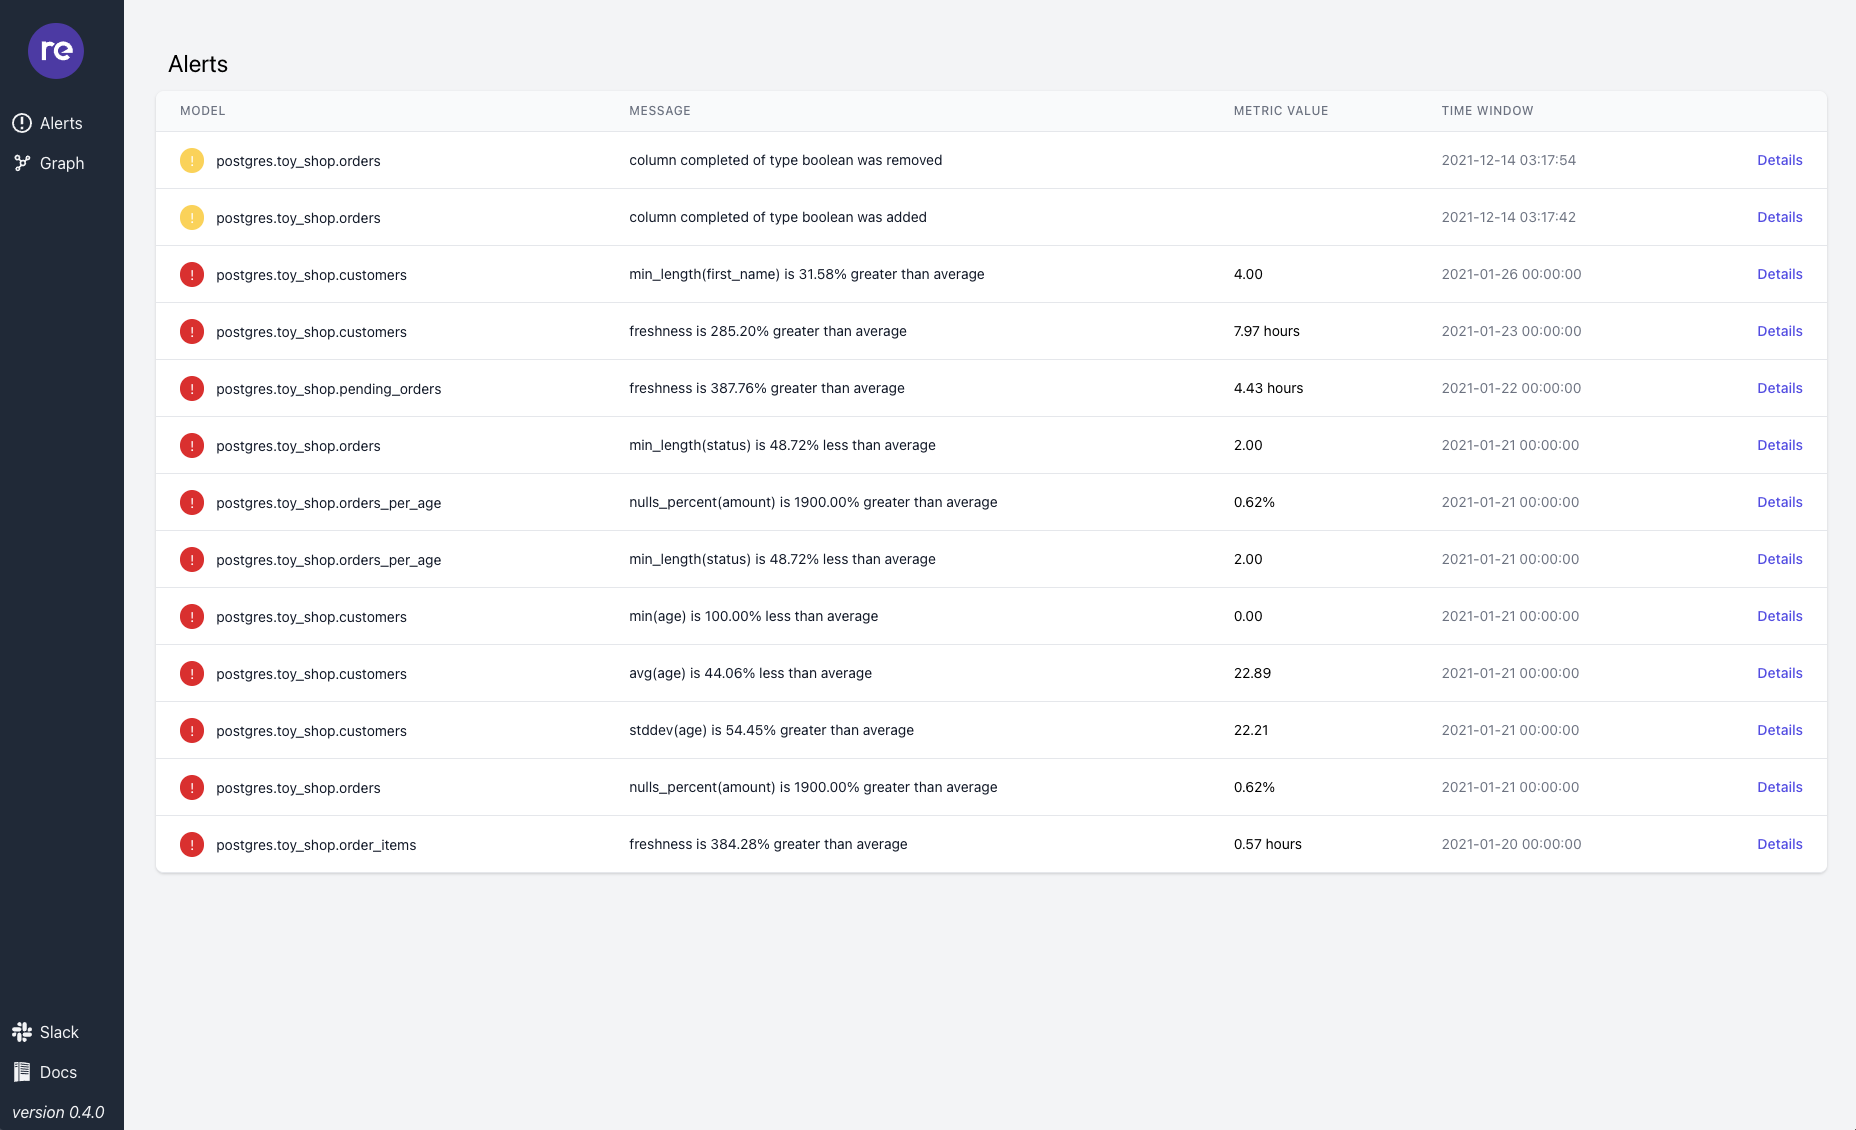 re
Alerts
Graph
Slack
Docs
version 0.4.0
Alerts
MODEL MESSAGE METRIC VALUE TIME WINDOW
! postgres.toy_shop.orders column completed of type boolean was removed 2021-12-14 03:17:54 Details
! postgres.toy_shop.orders column completed of type boolean was added 2021-12-14 03:17:42 Details
! postgres.toy_shop.customers min_length(first_name) is 31.58% greater than average 4.00 2021-01-26 00:00:00 Details
! postgres.toy_shop.customers freshness is 285.20% greater than average 7.97 hours 2021-01-23 00:00:00 Details
! postgres.toy_shop.pending_orders freshness is 387.76% greater than average 4.43 hours 2021-01-22 00:00:00 Details
! postgres.toy_shop.orders min_length(status) is 48.72% less than average 2.00 2021-01-21 00:00:00 Details
! postgres.toy_shop.orders_per_age nulls_percent(amount) is 1900.00% greater than average 0.62% 2021-01-21 00:00:00 Details
! postgres.toy_shop.orders_per_age min_length(status) is 48.72% less than average 2.00 2021-01-21 00:00:00 Details
! postgres.toy_shop.customers min(age) is 100.00% less than average 0.00 2021-01-21 00:00:00 Details
! postgres.toy_shop.customers avg(age) is 44.06% less than average 22.89 2021-01-21 00:00:00 Details
! postgres.toy_shop.customers stddev(age) is 54.45% greater than average 22.21 2021-01-21 00:00:00 Details
! postgres.toy_shop.orders nulls_percent(amount) is 1900.00% greater than average 0.62% 2021-01-21 00:00:00 Details
! postgres.toy_shop.order_items freshness is 384.28% greater than average 0.57 hours 2021-01-20 00:00:00 Details